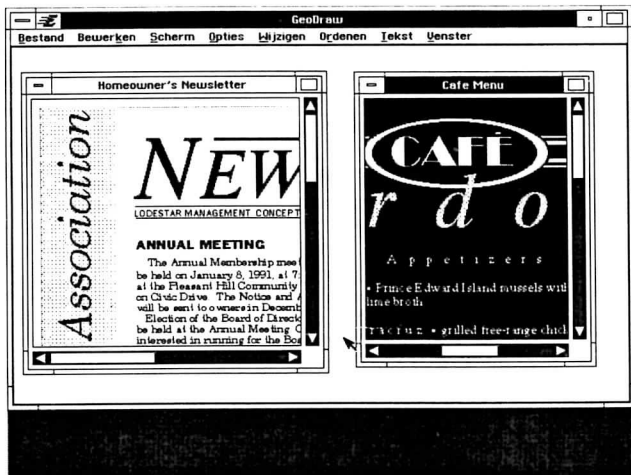 GeoDraw
Bestand Bewerken Scherm Opties Wijzigen Ordenen Tekst Venster
Homeowner's Newsletter
Association
NEW
LODESTAR MANAGEMENT CONCEPT
ANNUAL MEETING
The Annual Membership mee
be held on January 8, 1991, at 7:
at the Pleasant Hill Community
on Civic Drive. The Notice and A
will be sent to owners in Decemb
Election of the Board of Direct
be held at the Annual Meeting. C
interested in running for the Boa
Cafe Menu
CAFÉ
r d o
Appetizers
• Prince Edward Island mussels with
lime broth
• grilled free-range chick